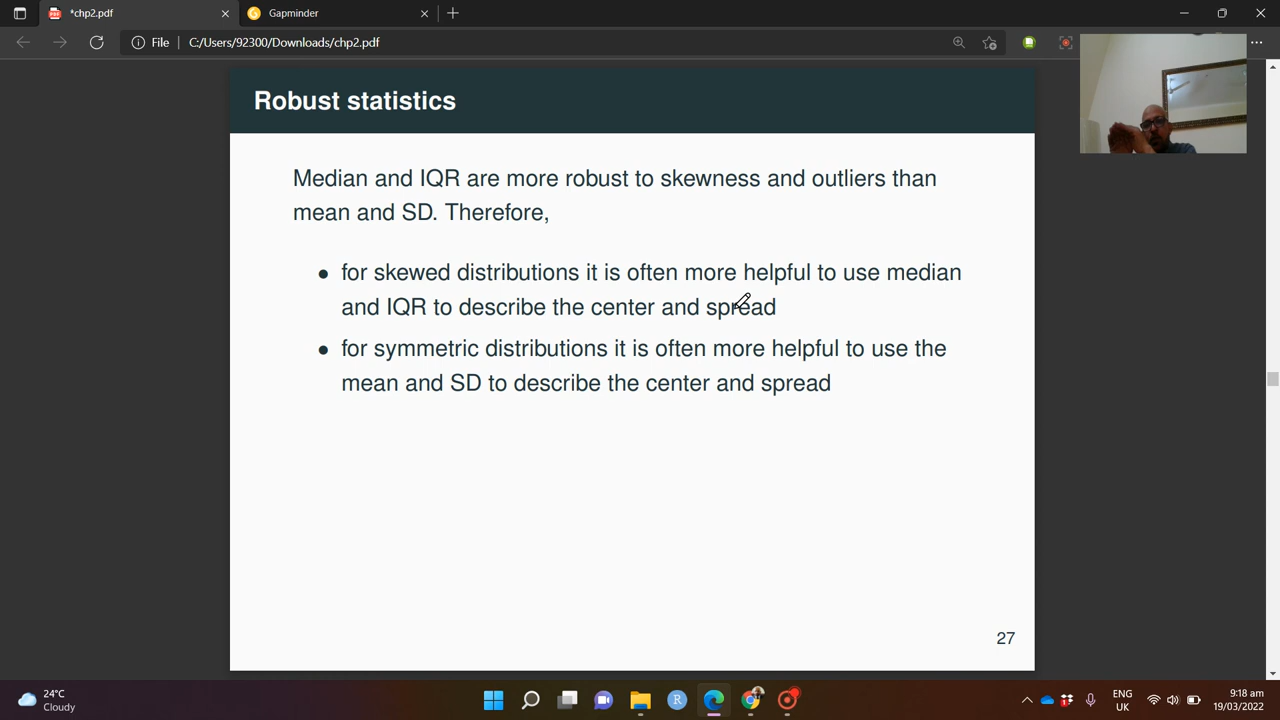 *chp2.pdf
Gapminder
File
C:/Users/92300/Downloads/chp2.pdf
Robust statistics
Median and IQR are more robust to skewness and outliers than
mean and SD. Therefore,
for skewed distributions it is often more helpful to use median
and IQR to describe the center and spread
for symmetric distributions it is often more helpful to use the
mean and SD to describe the center and spread
27
24°C
Cloudy
R
1
ENG
UK
9:18 am
19/03/2022